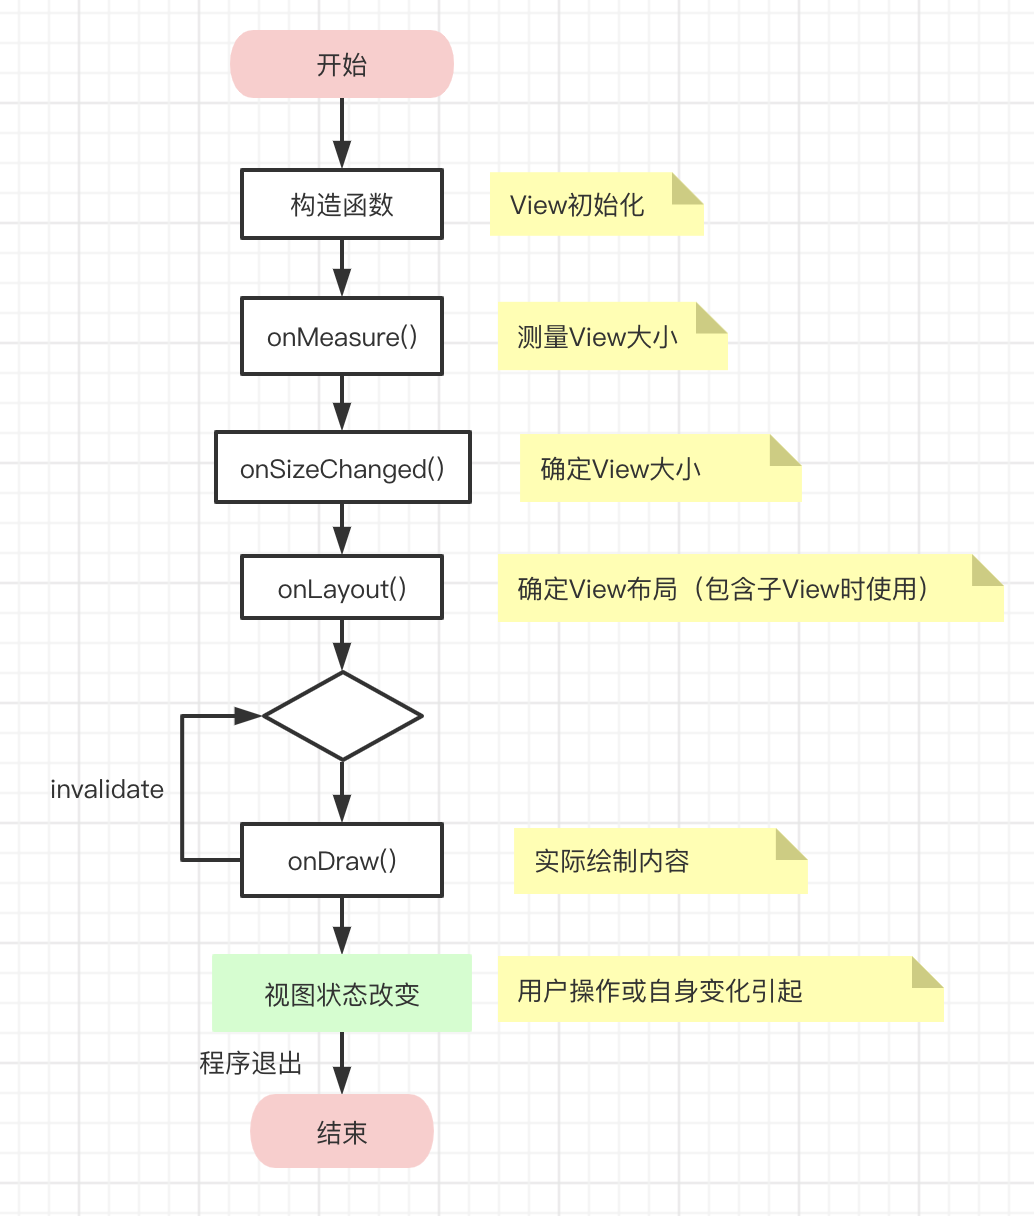 开始
构造函数
View初始化
onMeasure()
测量View大小
onSizeChanged()
确定View大小
onLayout()
确定View布局（包含子View时使用）
invalidate
onDraw()
实际绘制内容
视图状态改变
用户操作或自身变化引起
程序退出
结束